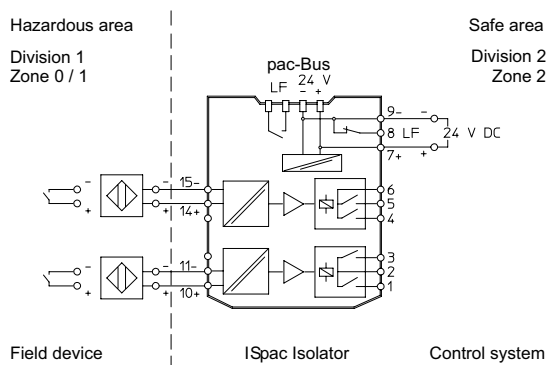 Hazardous area
Safe area
Division 1
Zone 0 / 1
Division 2
Zone 2
pac-Bus
LF 24 V
- +
9- -
8 LF 24 V DC
7+ +
- 15- 6
5
+ 14+ 4
- 11- 3
2
+ 10+ 1
Field device
ISpac Isolator
Control system